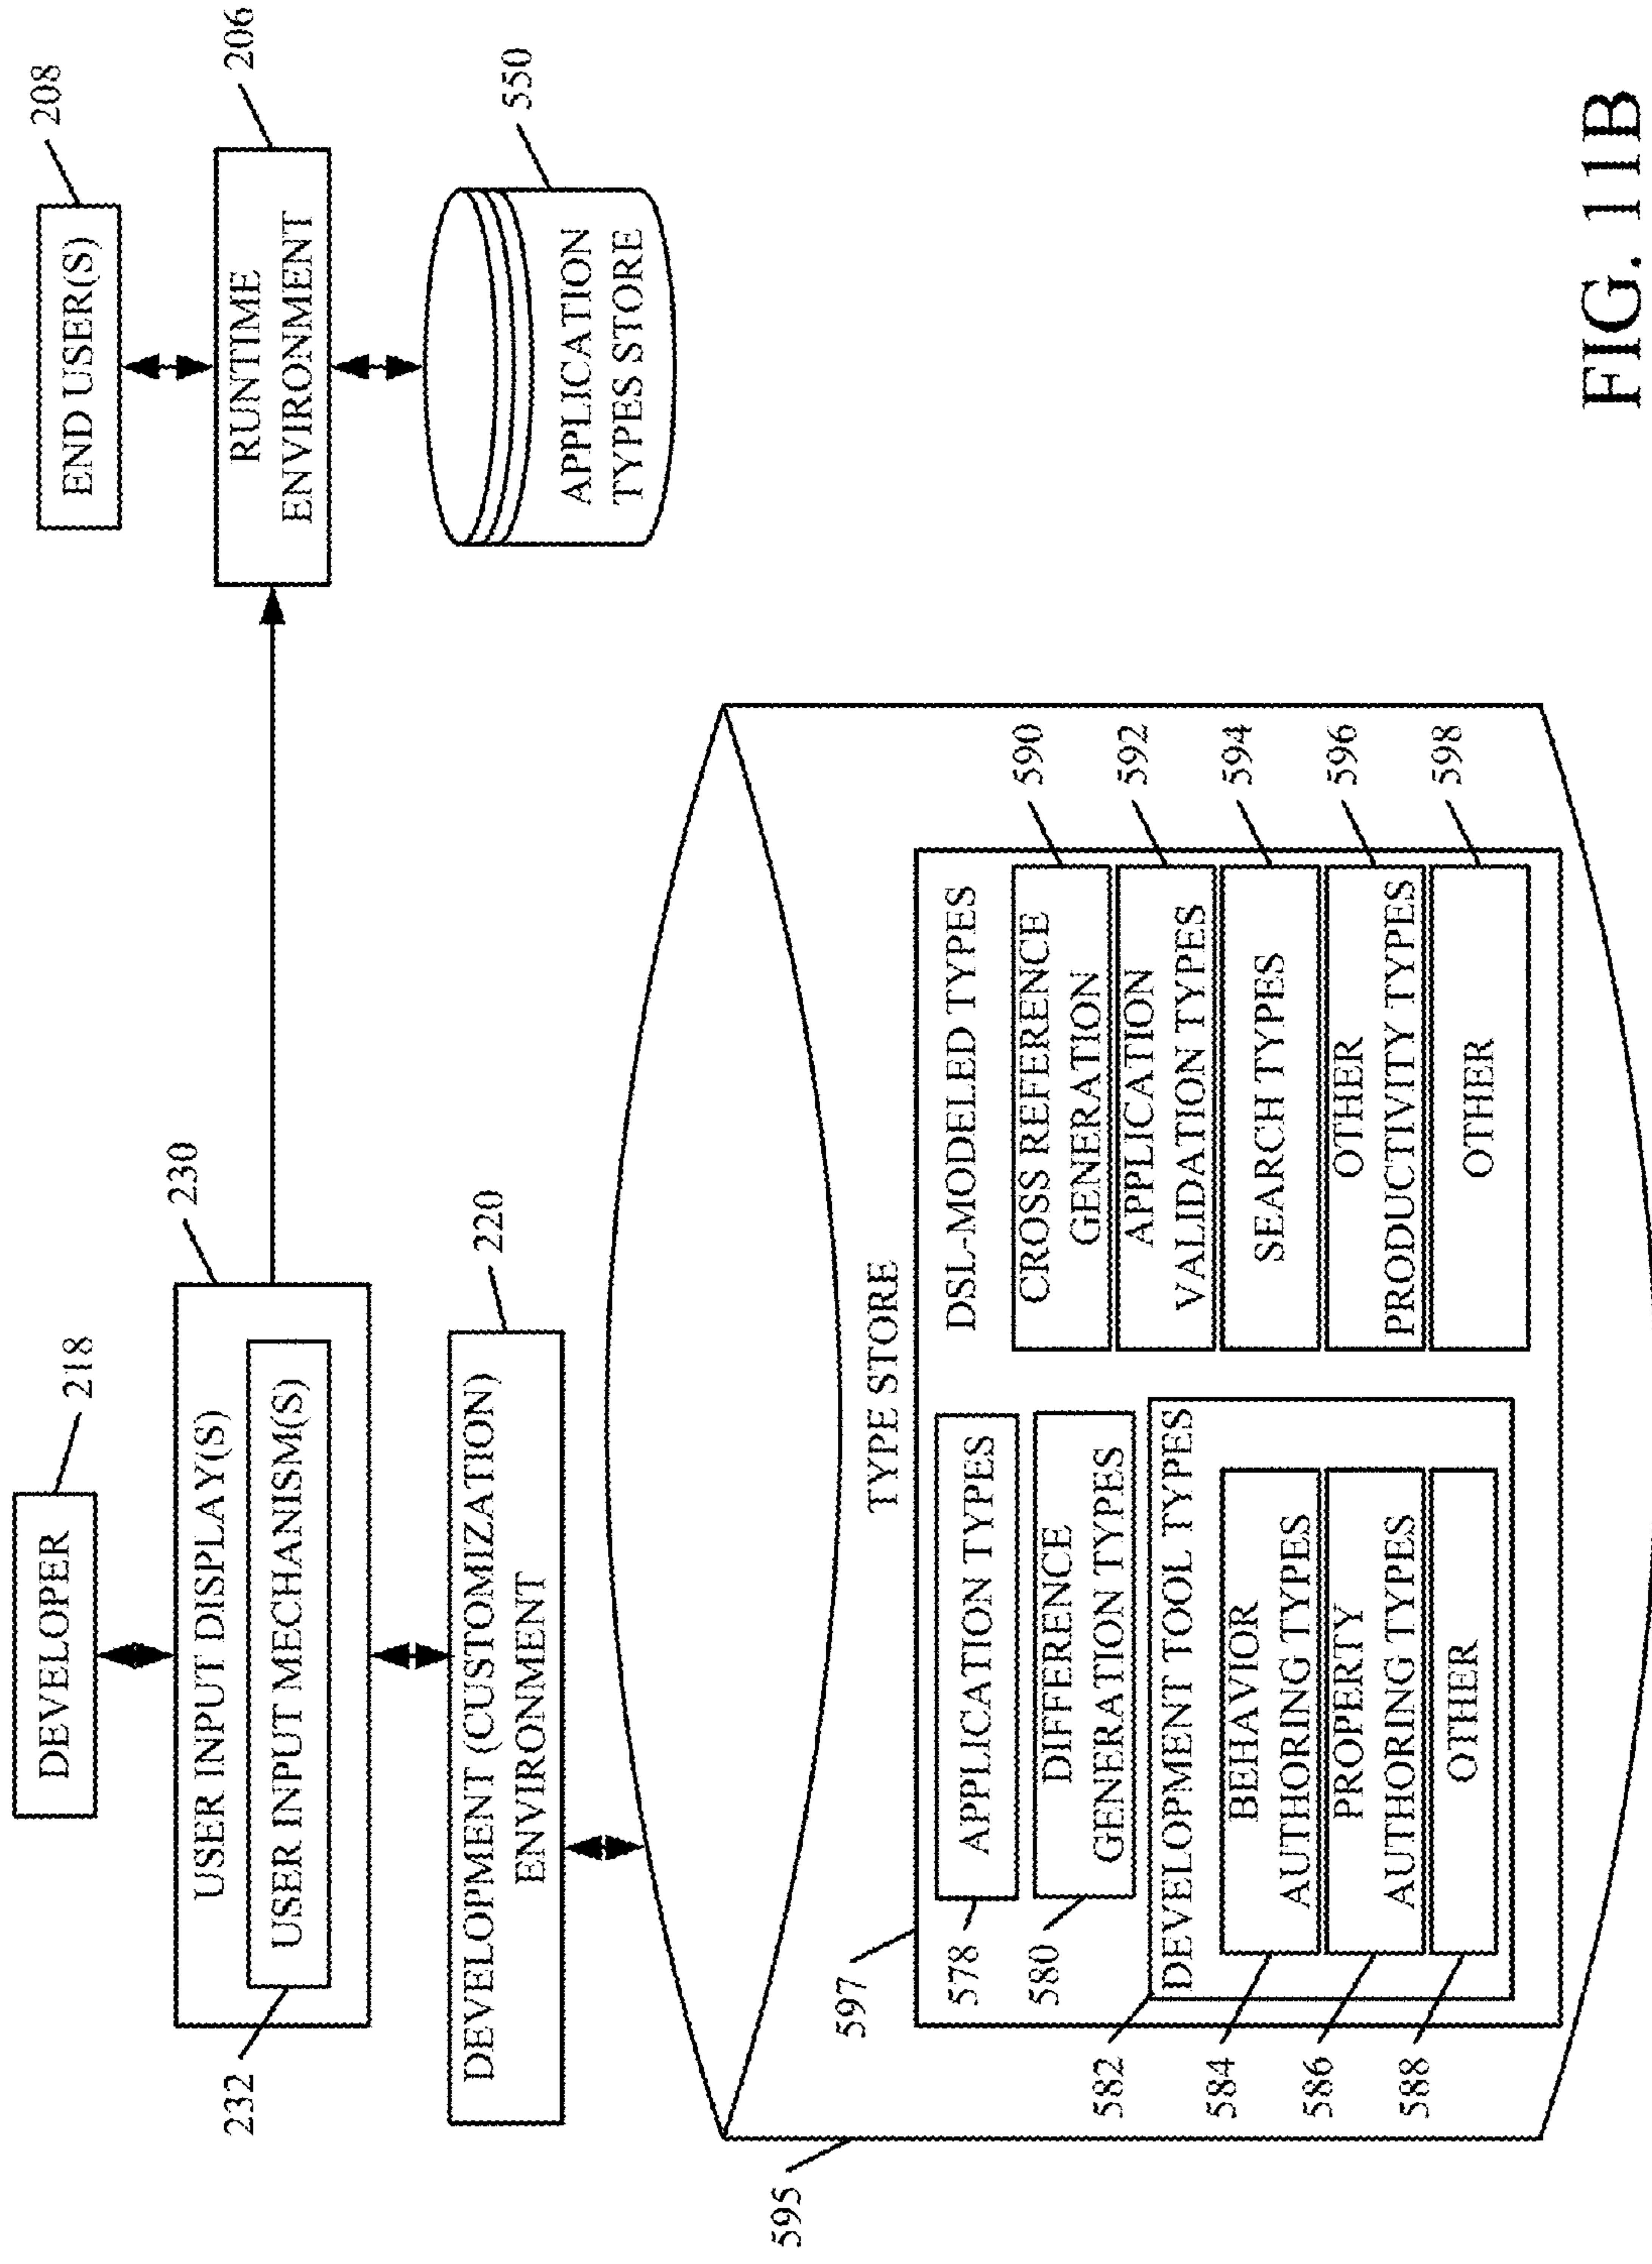 DEVELOPER
218
USER INPUT DISPLAY(S)
230
USER INPUT MECHANISM(S)
232
DEVELOPMENT (CUSTOMIZATION)
ENVIRONMENT
220
END USER(S)
208
RUNTIME
ENVIRONMENT
206
APPLICATION
TYPES STORE
550
TYPE STORE
595
597
DSL-MODELED TYPES
APPLICATION TYPES
578
DIFFERENCE
GENERATION TYPES
580
DEVELOPMENT TOOL TYPES
582
BEHAVIOR
AUTHORING TYPES
584
PROPERTY
AUTHORING TYPES
586
OTHER
588
CROSS REFERENCE
GENERATION
590
APPLICATION
VALIDATION TYPES
592
SEARCH TYPES
594
OTHER
PRODUCTIVITY TYPES
596
OTHER
598
FIG. 11B